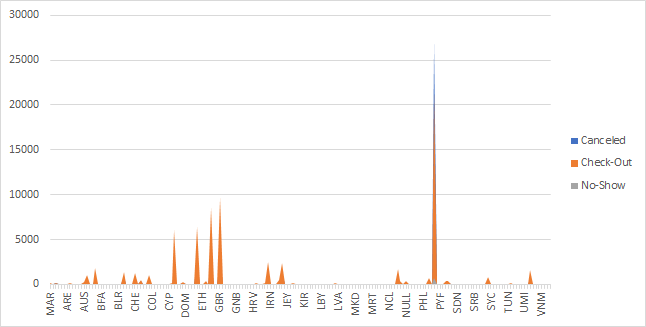 30000
25000
20000
15000
10000
5000
0
MAR ARE AUS BFA BLR CHE COL CYP DOM ETH GBR GNB HRV IRN JEY KIR LBY LVA MKD MRT NCL NULL PHL PYF SDN SRB SYC TUN UMI VNM
Canceled
Check-Out
No-Show